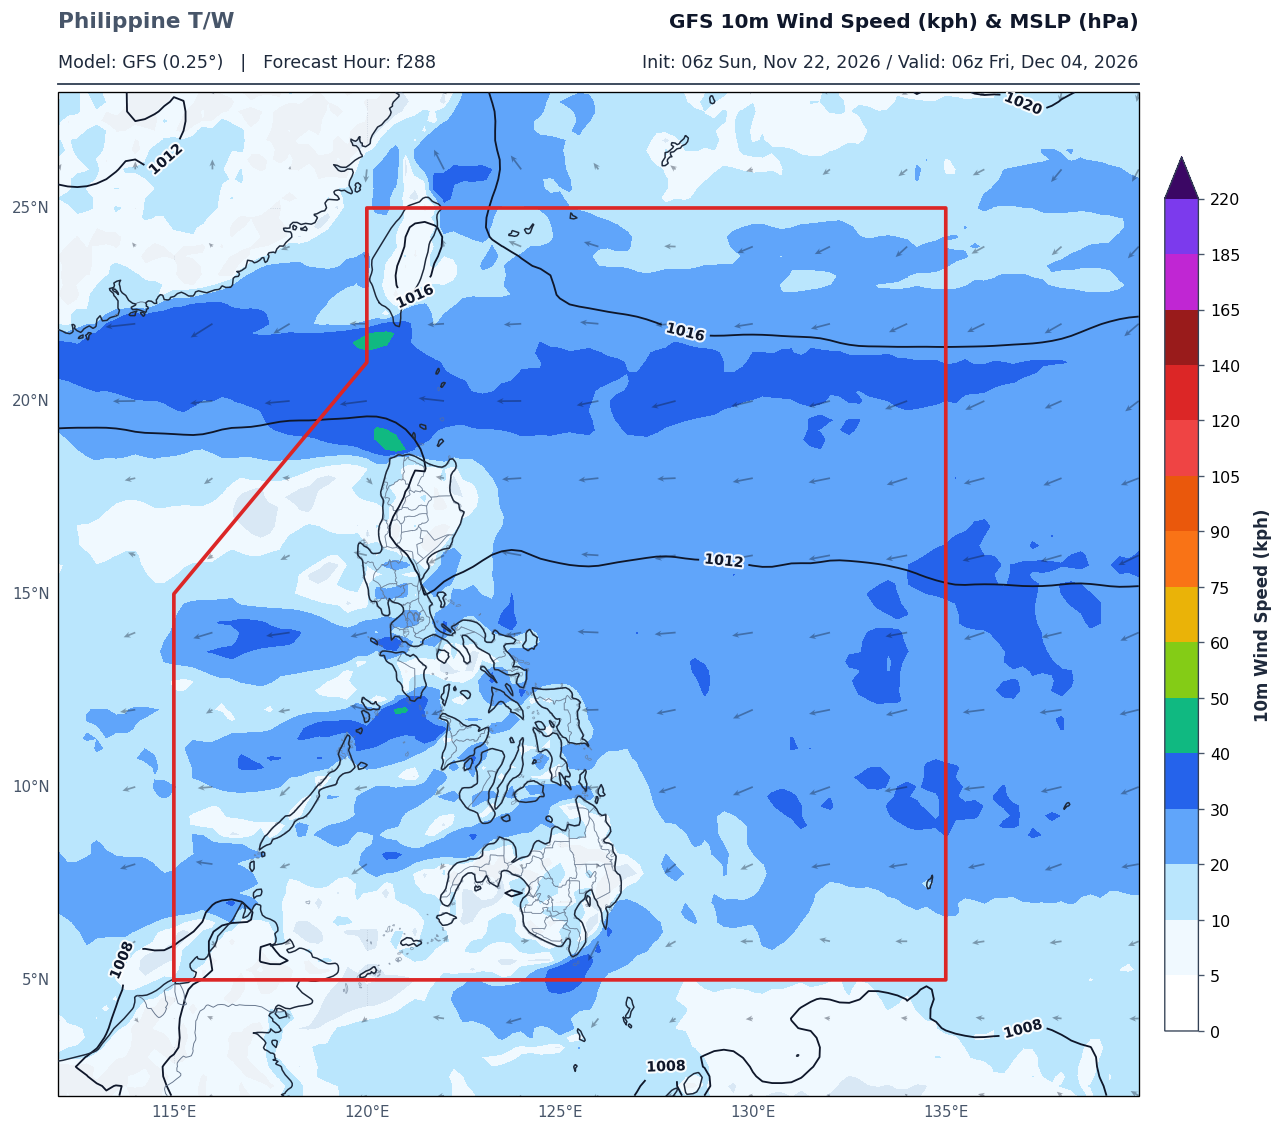 Philippine T/W
GFS 10m Wind Speed (kph) & MSLP (hPa)
Model: GFS (0.25°)   |   Forecast Hour: f288
Init: 06z Sun, Nov 22, 2026 / Valid: 06z Fri, Dec 04, 2026
1020
1012
25°N
1016
1016
20°N
1012
15°N
10°N
1008
5°N
1008
1008
115°E
120°E
125°E
130°E
135°E
220
185
165
140
120
105
90
75
60
50
40
30
20
10
5
0
10m Wind Speed (kph)